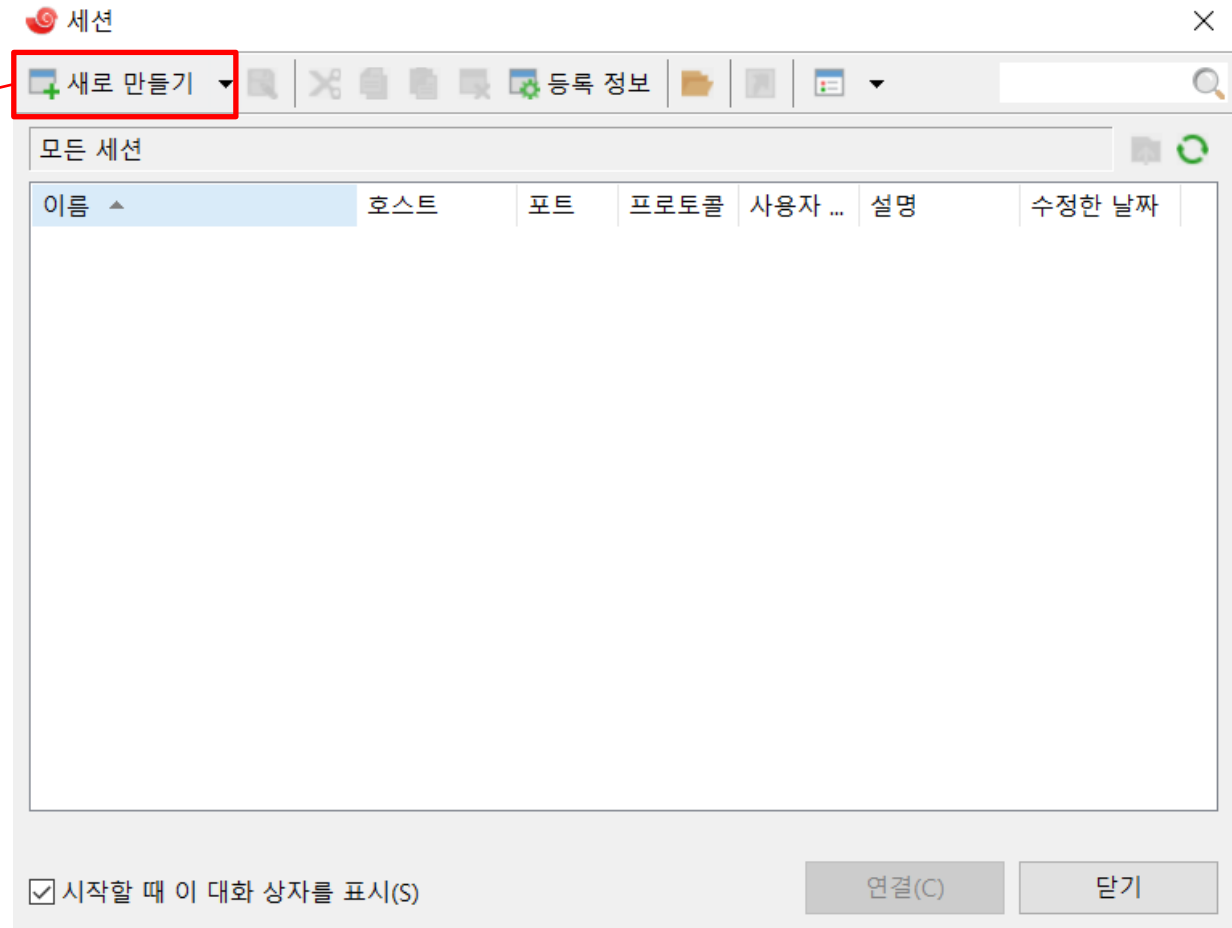 세션
새로 만들기 등록 정보
모든 세션
이름 호스트 포트 프로토콜 사용자 ... 설명 수정한 날짜
시작할 때 이 대화 상자를 표시(S) 연결(C) 닫기